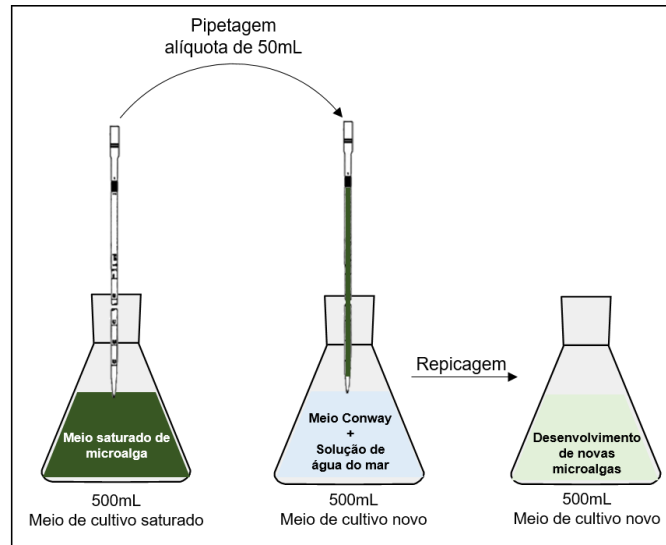 Pipetagem
alíquota de 50mL
Meio saturado de
microalga
500mL
Meio de cultivo saturado
Meio Conway
+
Solução de
água do mar
500mL
Meio de cultivo novo
Repicagem
Desenvolvimento
de novas
microalgas
500mL
Meio de cultivo novo